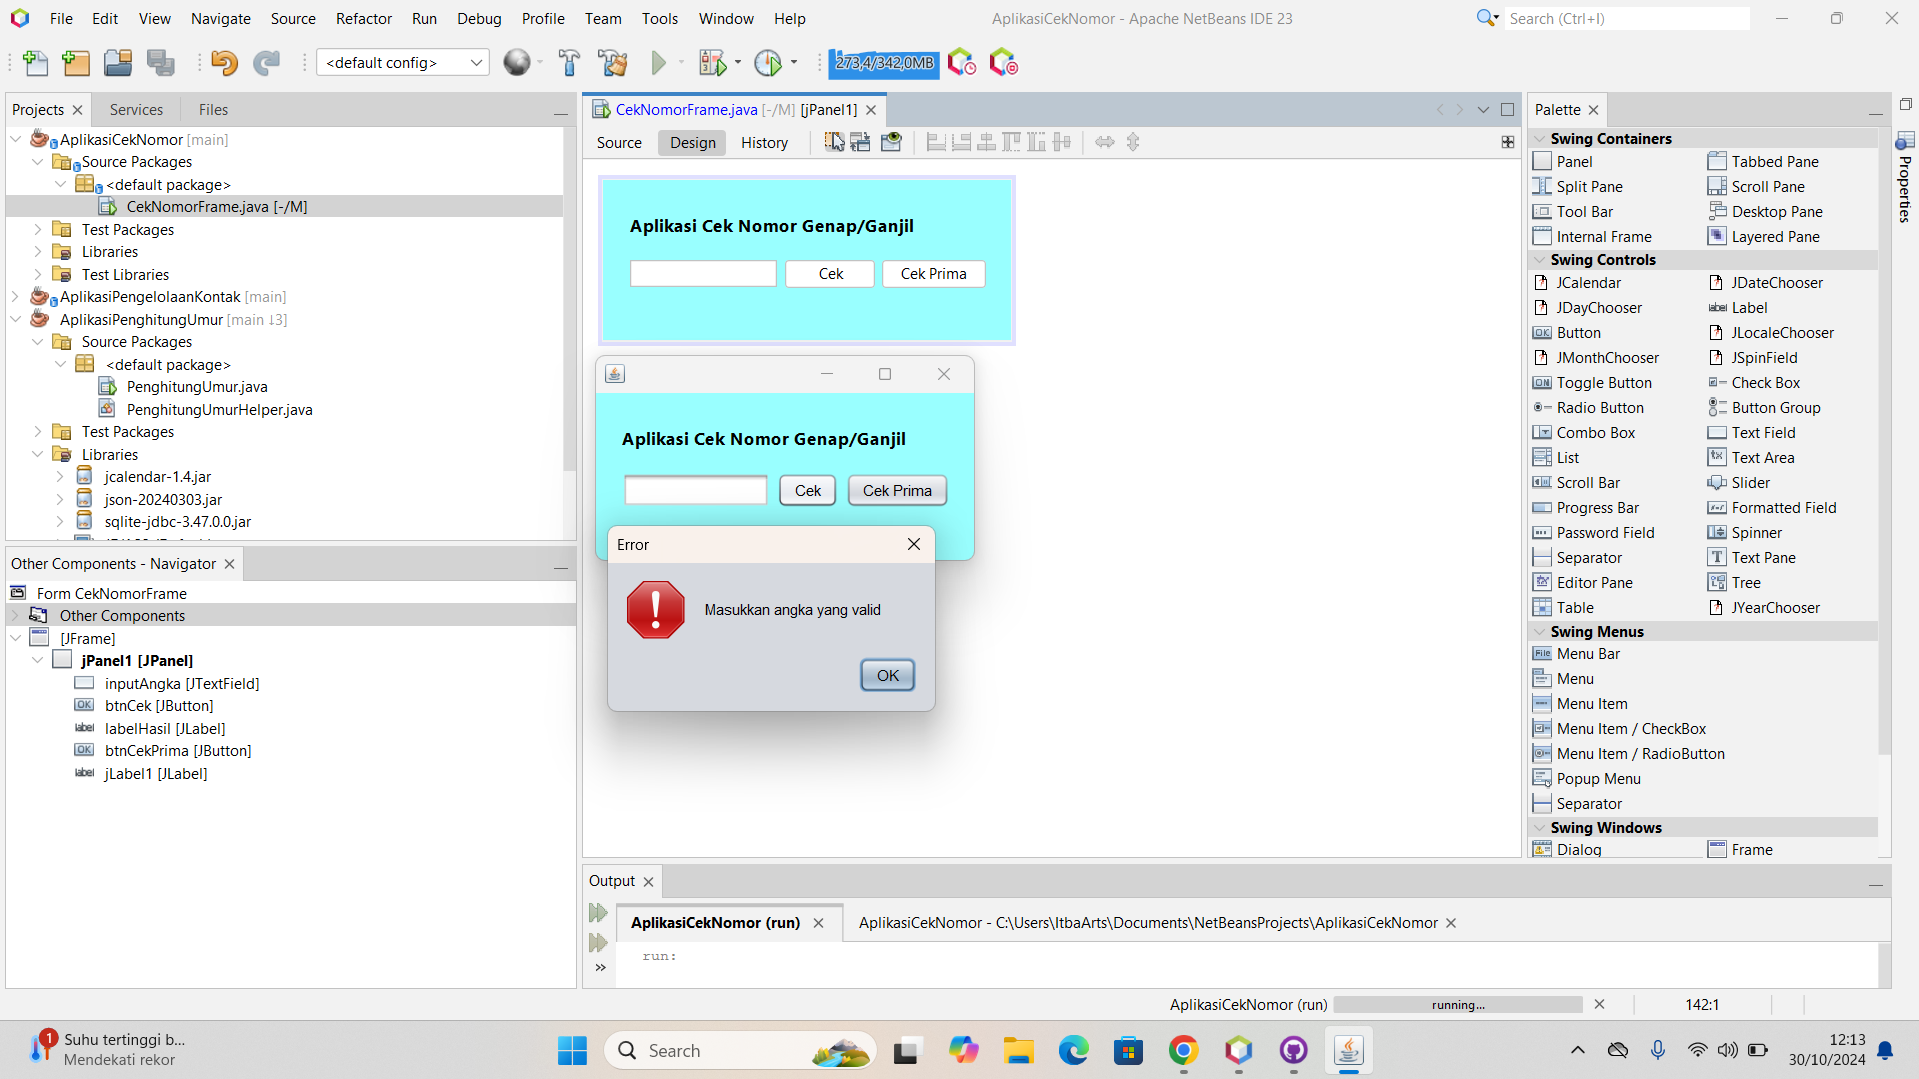 File Edit View Navigate Source Refactor Run Debug Profile Team Tools Window Help
AplikasiCekNomor - Apache NetBeans IDE 23
Search (Ctrl+I)
<default config>
273,4/342,0MB
Projects Services Files
AplikasiCekNomor [main]
Source Packages
<default package>
CekNomorFrame.java [-/M]
Test Packages
Libraries
Test Libraries
AplikasiPengelolaanKontak [main]
AplikasiPenghitungUmur [main ↓3]
Source Packages
<default package>
PenghitungUmur.java
PenghitungUmurHelper.java
Test Packages
Libraries
jcalendar-1.4.jar
json-20240303.jar
sqlite-jdbc-3.47.0.0.jar
Other Components - Navigator
Form CekNomorFrame
Other Components
[JFrame]
jPanel1 [JPanel]
inputAngka [JTextField]
OK btnCek [JButton]
label labelHasil [JLabel]
OK btnCekPrima [JButton]
label jLabel1 [JLabel]
CekNomorFrame.java [-/M] [jPanel1]
Source Design History
Aplikasi Cek Nomor Genap/Ganjil
Cek Cek Prima
Aplikasi Cek Nomor Genap/Ganjil
Cek Cek Prima
Error
Masukkan angka yang valid
OK
Palette
Swing Containers
Panel Tabbed Pane
Split Pane Scroll Pane
Tool Bar Desktop Pane
Internal Frame Layered Pane
Swing Controls
JCalendar JDateChooser
JDayChooser label Label
OK Button JLocaleChooser
JMonthChooser JSpinField
ON Toggle Button Check Box
Radio Button Button Group
Combo Box Text Field
List Text Area
Scroll Bar Slider
Progress Bar Formatted Field
Password Field Spinner
Separator Text Pane
Editor Pane Tree
Table JYearChooser
Swing Menus
File Menu Bar
Menu
Menu Item
Menu Item / CheckBox
Menu Item / RadioButton
Popup Menu
Separator
Swing Windows
Dialog Frame
Properties
Output
AplikasiCekNomor (run) AplikasiCekNomor - C:\Users\ItbaArts\Documents\NetBeansProjects\AplikasiCekNomor
run:
AplikasiCekNomor (run) running... 142:1
1 Suhu tertinggi b...
Mendekati rekor
Search
12:13
30/10/2024